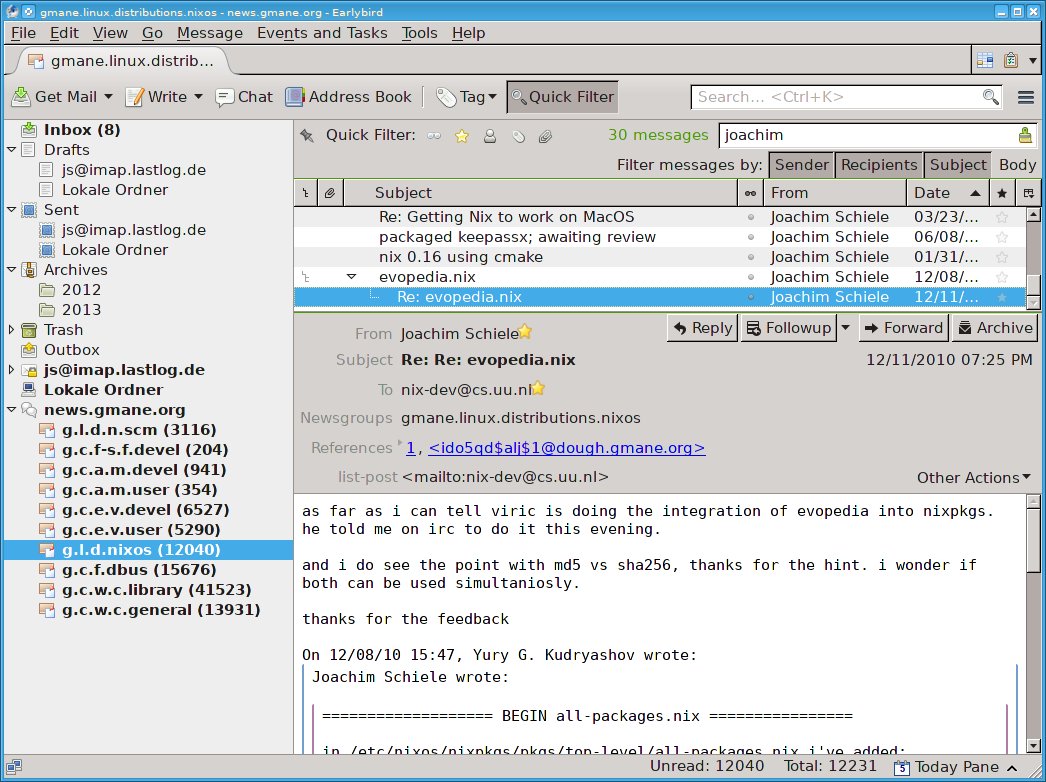 gmane.linux.distributions.nixos - news.gmane.org - Earlybird
File Edit View Go Message Events and Tasks Tools Help
gmane.linux.distrib...
Get Mail Write Chat Address Book Tag Quick Filter Search... <Ctrl+K>
Inbox (8)
Drafts
js@imap.lastlog.de
Lokale Ordner
Sent
js@imap.lastlog.de
Lokale Ordner
Archives
2012
2013
Trash
Outbox
js@imap.lastlog.de
Lokale Ordner
news.gmane.org
g.l.d.n.scm (3116)
g.c.f-s.f.devel (204)
g.c.a.m.devel (941)
g.c.a.m.user (354)
g.c.e.v.devel (6527)
g.c.e.v.user (5290)
g.l.d.nixos (12040)
g.c.f.dbus (15676)
g.c.w.c.library (41523)
g.c.w.c.general (13931)
Quick Filter: 30 messages joachim
Filter messages by: Sender Recipients Subject Body
Subject From Date
Re: Getting Nix to work on MacOS Joachim Schiele 03/23/...
packaged keepassx; awaiting review Joachim Schiele 06/08/...
nix 0.16 using cmake Joachim Schiele 01/31/...
evopedia.nix Joachim Schiele 12/08/...
Re: evopedia.nix Joachim Schiele 12/11/...
From Joachim Schiele Reply Followup Forward Archive
Subject Re: Re: evopedia.nix 12/11/2010 07:25 PM
To nix-dev@cs.uu.nl
Newsgroups gmane.linux.distributions.nixos
References 1, <ido5qd$alj$1@dough.gmane.org>
list-post <mailto:nix-dev@cs.uu.nl> Other Actions
as far as i can tell viric is doing the integration of evopedia into nixpkgs.
he told me on irc to do it this evening.
and i do see the point with md5 vs sha256, thanks for the hint. i wonder if
both can be used simultaniosly.
thanks for the feedback
On 12/08/10 15:47, Yury G. Kudryashov wrote:
Joachim Schiele wrote:
=================== BEGIN all-packages.nix ================
in /etc/nixos/nixpkgs/pkgs/top-level/all-packages.nix i've added:
Unread: 12040 Total: 12231 5 Today Pane